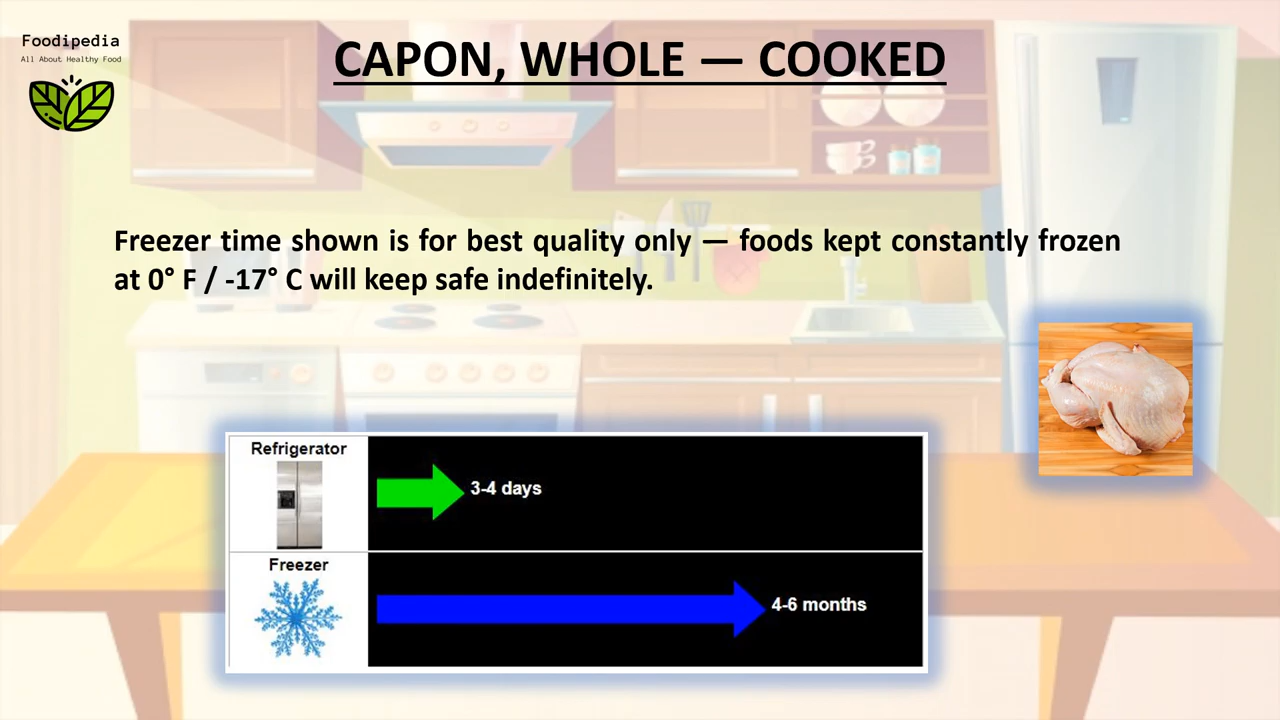 Foodipedia
All About Healthy Food
CAPON, WHOLE — COOKED
Freezer time shown is for best quality only — foods kept constantly frozen
at 0° F / -17° C will keep safe indefinitely.
Refrigerator
3-4 days
Freezer
4-6 months